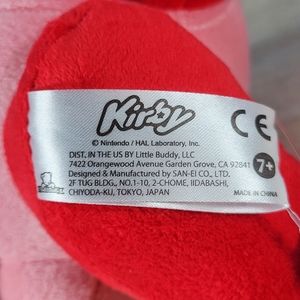 Kirby
© Nintendo / HAL Laboratory, Inc.
CE
DIST. IN THE US BY Little Buddy, LLC
7422 Orangewood Avenue Garden Grove, CA 92841
Designed & Manufactured by SAN-EI CO., LTD.
2F TUG BLDG., NO.1-10, 2-CHOME, IIDABASHI,
CHIYODA-KU, TOKYO, JAPAN
7+
MADE IN CHINA